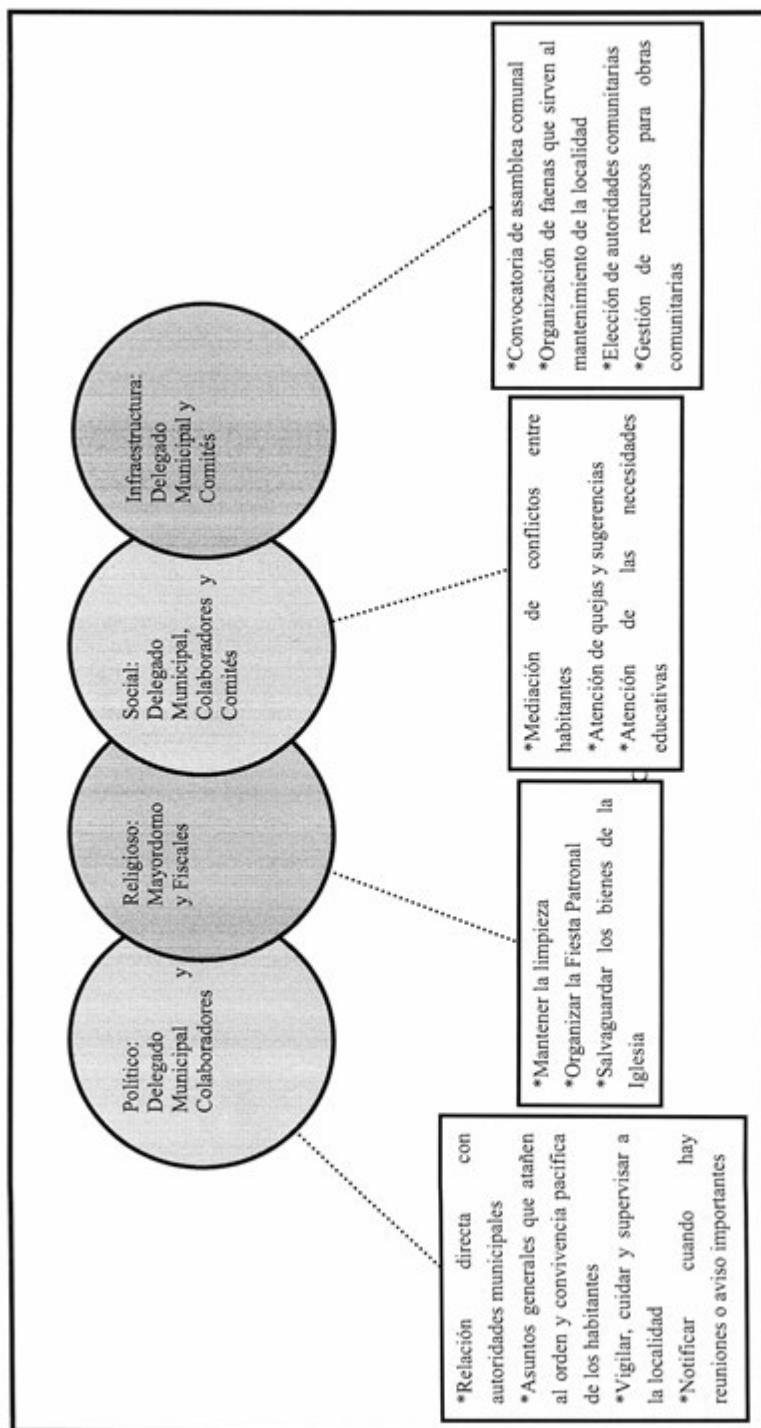 Político:
Delegado
Municipal y
Colaboradores
Religioso:
Mayordomo
y Fiscales
Social:
Delegado
Municipal,
Colaboradores y
Comités
Infraestructura:
Delegado
Municipal y
Comités
*Relación directa con
autoridades municipales
*Asuntos generales que atañen
al orden y convivencia pacífica
de los habitantes
*Vigilar, cuidar y supervisar a
la localidad
*Notificar cuando hay
reuniones o aviso importantes
*Mantener la limpieza
*Organizar la Fiesta Patronal
*Salvaguardar los bienes de la
Iglesia
*Mediación de conflictos entre
habitantes
*Atención de quejas y sugerencias
*Atención de las necesidades
educativas
*Convocatoria de asamblea comunal
*Organización de faenas que sirven al
mantenimiento de la localidad
*Elección de autoridades comunitarias
*Gestión de recursos para obras
comunitarias